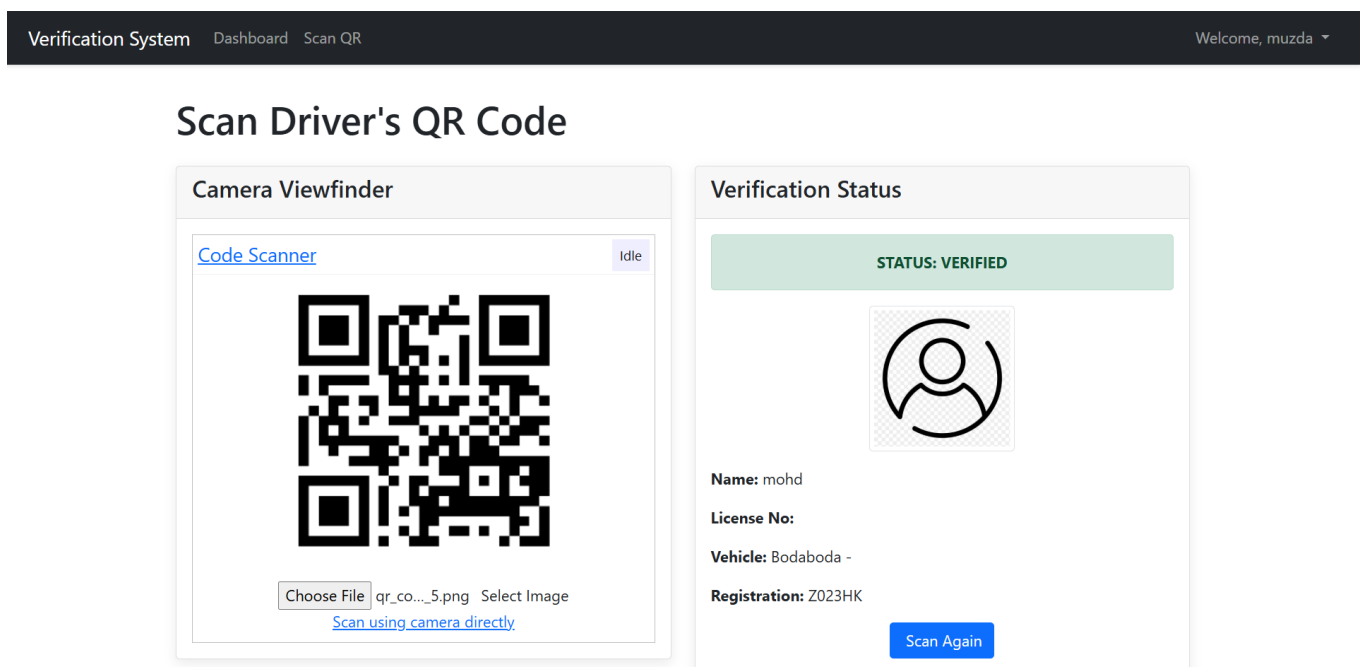 Verification System Dashboard Scan QR Welcome, muzda
Scan Driver's QR Code
Camera Viewfinder
Code Scanner Idle
Choose File qr_co..._5.png Select Image
Scan using camera directly
Verification Status
STATUS: VERIFIED
Name: mohd
License No:
Vehicle: Bodaboda -
Registration: Z023HK
Scan Again